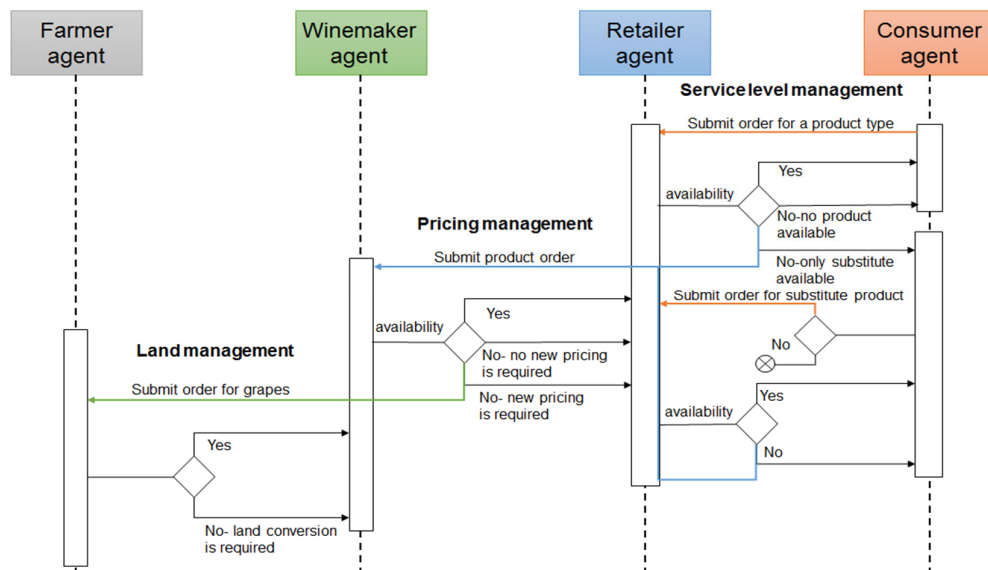 Farmer
agent
Winemaker
agent
Retailer
agent
Consumer
agent
Service level management
Submit order for a product type
Yes
availability
No-no product
available
Pricing management
Submit product order
No-only substitute
available
Submit order for substitute product
Yes
availability
No
No- no new pricing
is required
Land management
Submit order for grapes
No- new pricing
is required
Yes
availability
No
Yes
No- land conversion
is required